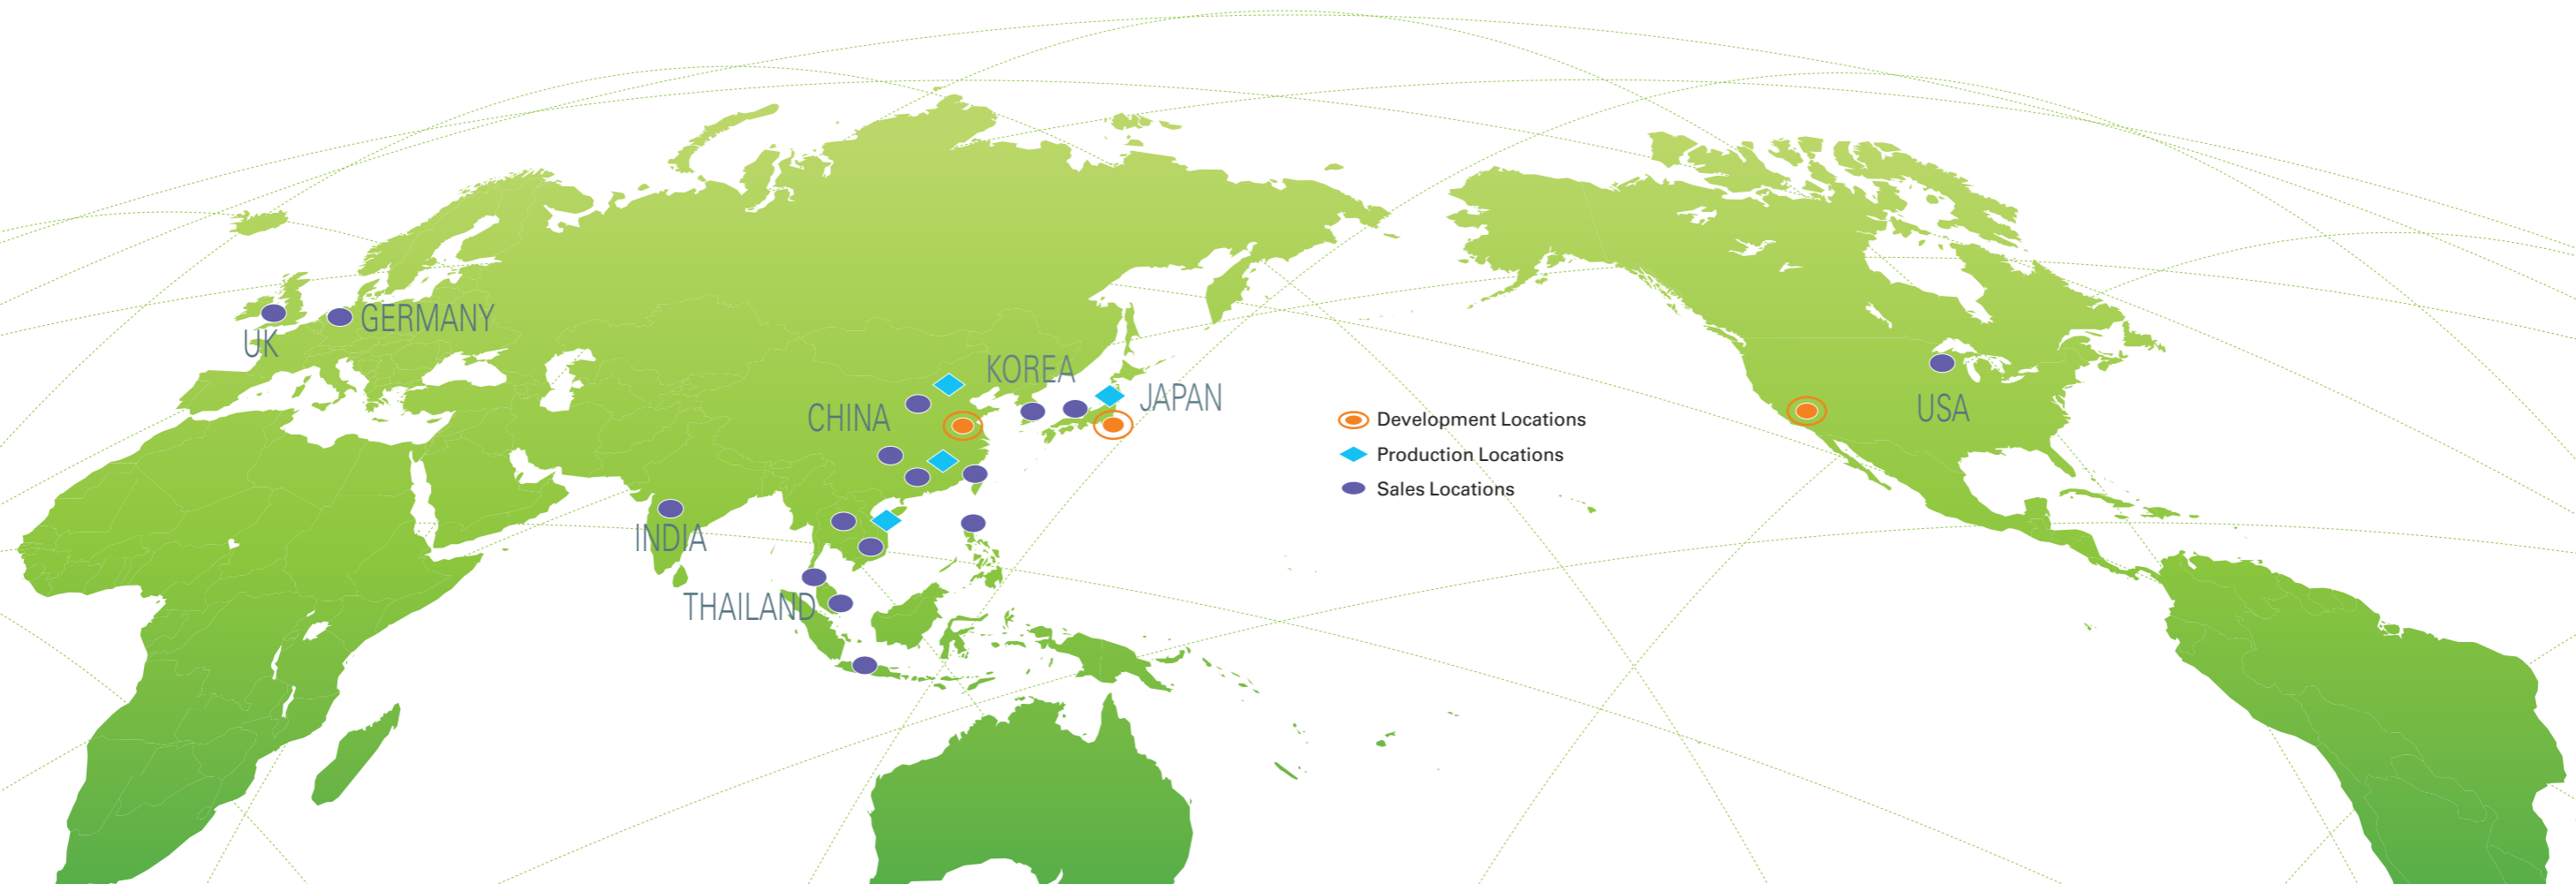 GERMANY
UK
KOREA
JAPAN
CHINA
USA
Development Locations
Production Locations
Sales Locations
INDIA
THAILAND